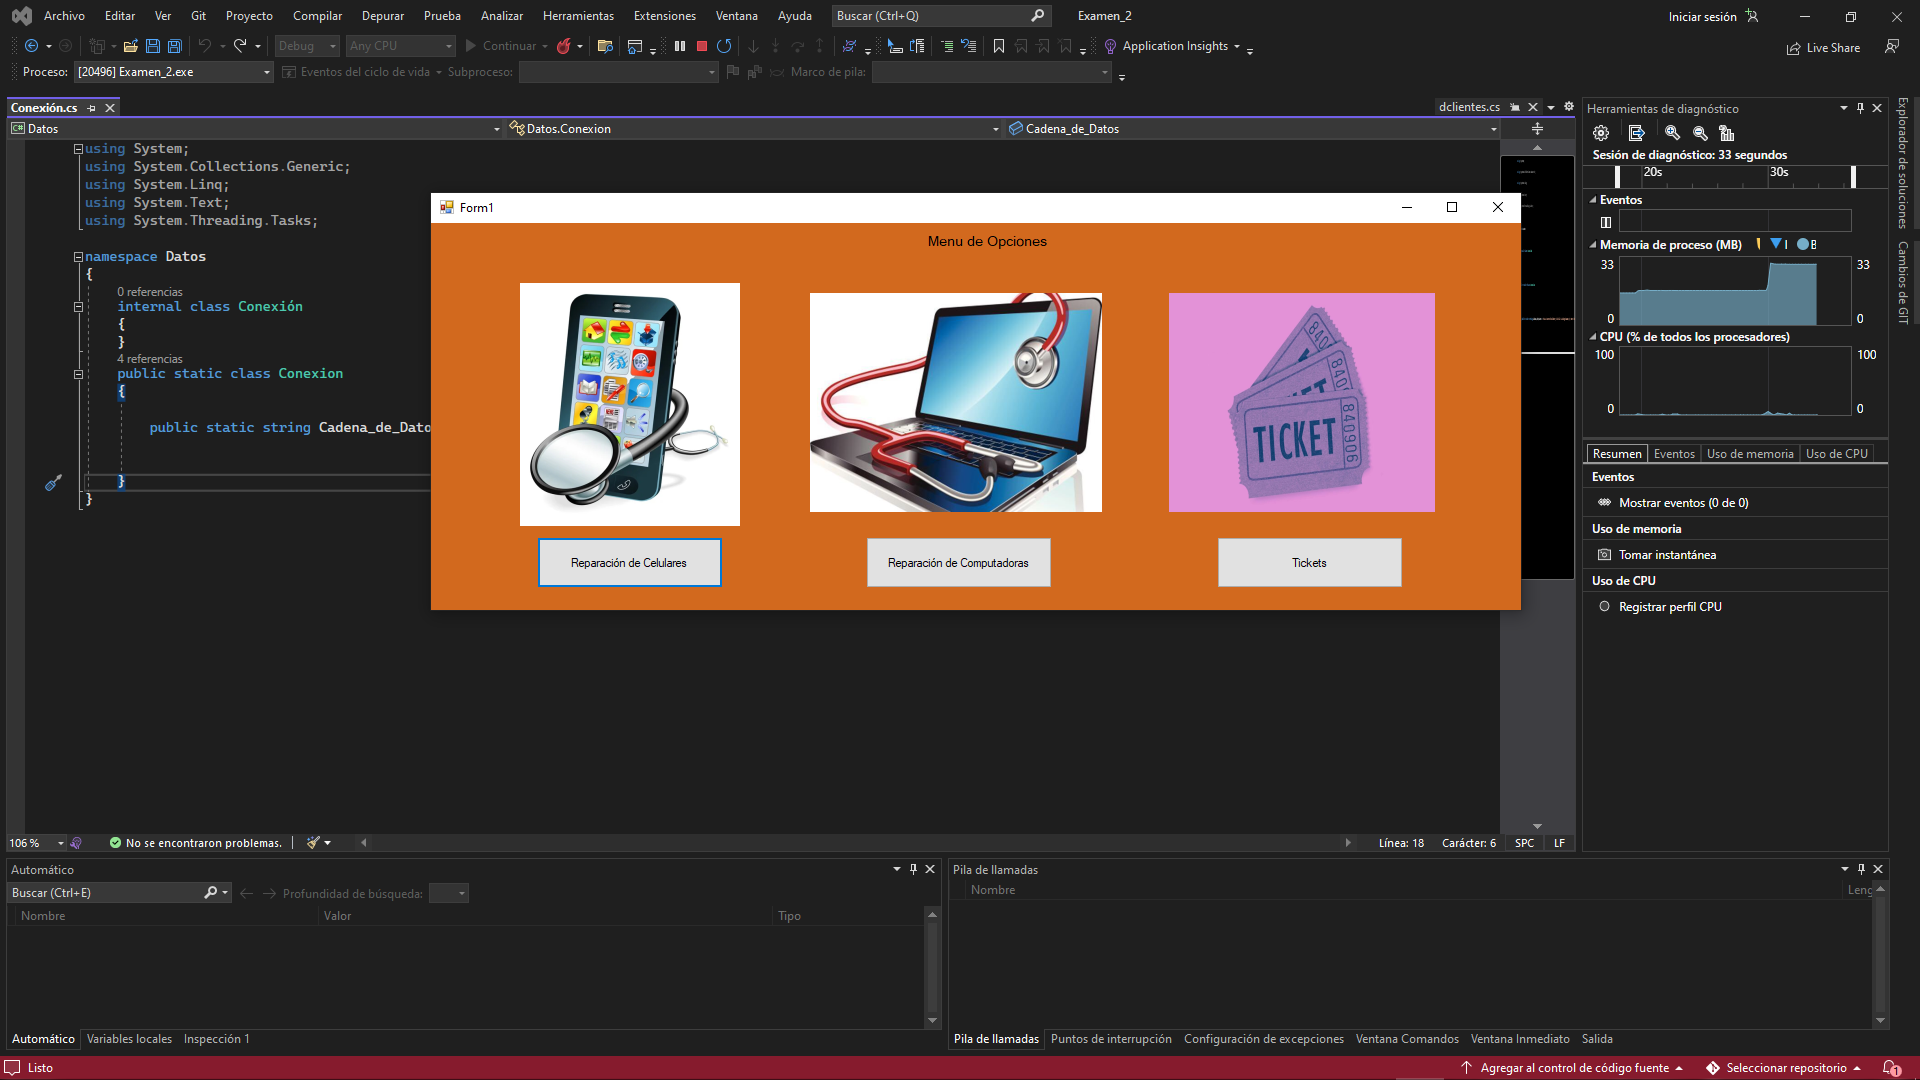 Archivo Editar Ver Git Proyecto Compilar Depurar Prueba Analizar Herramientas Extensiones Ventana Ayuda Buscar (Ctrl+Q) Examen_2 Iniciar sesión
Debug Any CPU Continuar Application Insights Live Share
Proceso: [20496] Examen_2.exe Eventos del ciclo de vida Subproceso: Marco de pila:
Conexión.cs dclientes.cs
Datos Datos.Conexion Cadena_de_Datos
using System;
using System.Collections.Generic;
using System.Linq;
using System.Text;
using System.Threading.Tasks;
namespace Datos
{
0 referencias
internal class Conexión
{
}
4 referencias
public static class Conexion
{
public static string Cadena_de_Dato
}
}
Form1
Menu de Opciones
840
840
TICKET
840906
Reparación de Celulares
Reparación de Computadoras
Tickets
Herramientas de diagnóstico
Sesión de diagnóstico: 33 segundos
20s 30s
Eventos
Memoria de proceso (MB)
33 33
0 0
CPU (% de todos los procesadores)
100 100
0 0
Resumen Eventos Uso de memoria Uso de CPU
Eventos
Mostrar eventos (0 de 0)
Uso de memoria
Tomar instantánea
Uso de CPU
Registrar perfil CPU
Explorador de soluciones
Cambios de GIT
106 % No se encontraron problemas. Línea: 18 Carácter: 6 SPC LF
Automático
Buscar (Ctrl+E) Profundidad de búsqueda:
Nombre Valor Tipo
Automático Variables locales Inspección 1
Pila de llamadas
Nombre Leng
Pila de llamadas Puntos de interrupción Configuración de excepciones Ventana Comandos Ventana Inmediato Salida
Listo Agregar al control de código fuente Seleccionar repositorio 1